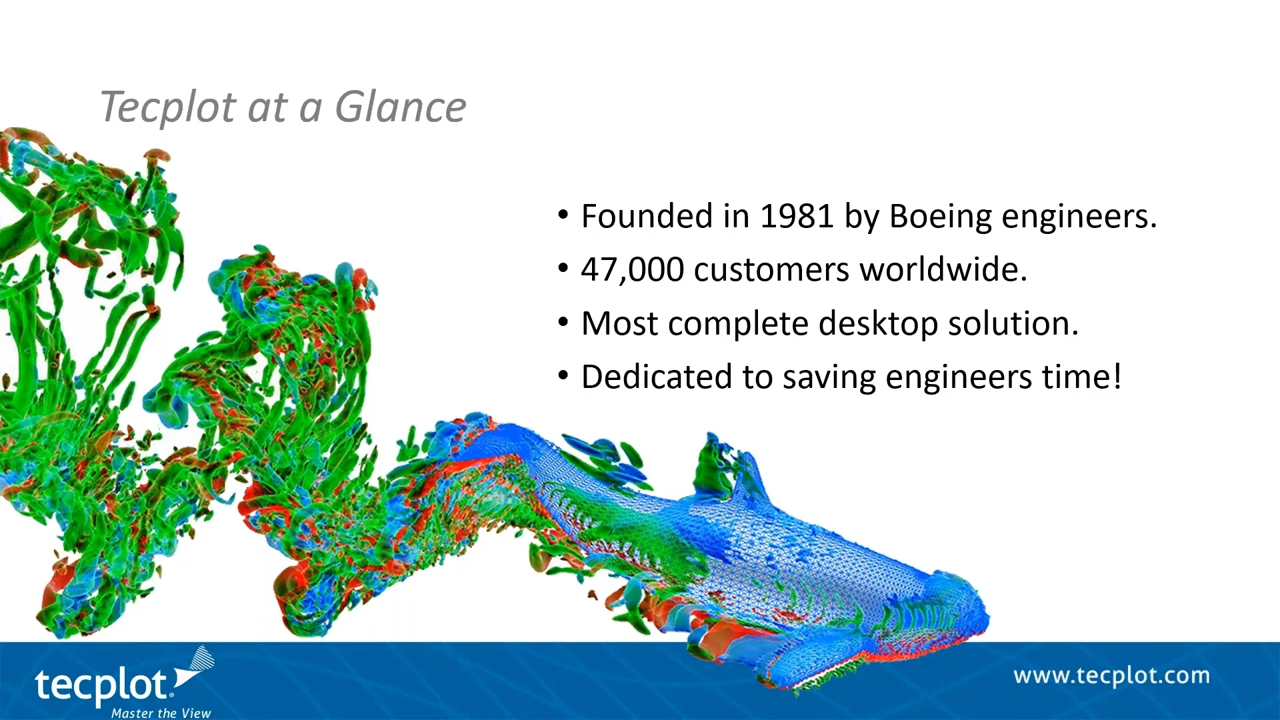 Tecplot at a Glance
• Founded in 1981 by Boeing engineers.
• 47,000 customers worldwide.
• Most complete desktop solution.
• Dedicated to saving engineers time!
tecplot®
Master the View
www.tecplot.com